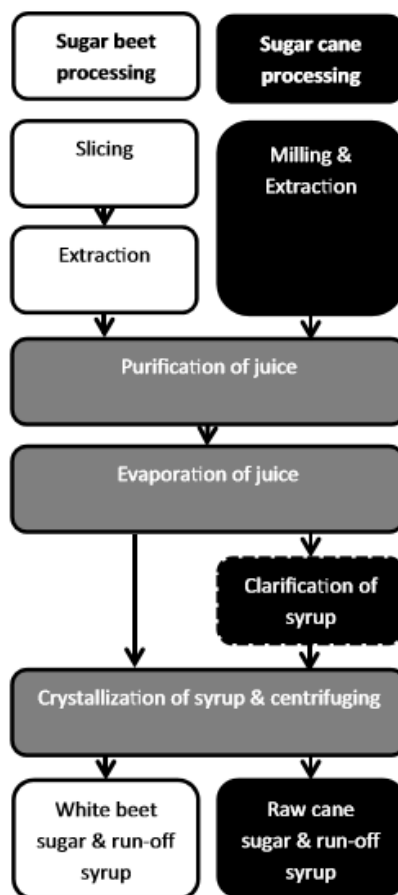 Sugar beet
processing
Sugar cane
processing
Slicing
Milling &
Extraction
Extraction
Purification of juice
Evaporation of juice
Clarification of
syrup
Crystallization of syrup & centrifuging
White beet
sugar & run-off
syrup
Raw cane
sugar & run-off
syrup